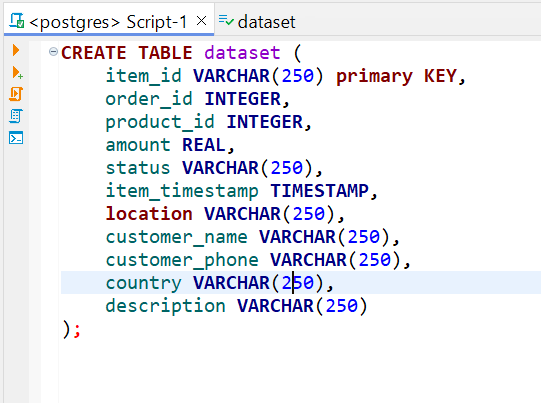 <postgres> Script-1
dataset
CREATE TABLE dataset (
item_id VARCHAR(250) primary KEY,
order_id INTEGER,
product_id INTEGER,
amount REAL,
status VARCHAR(250),
item_timestamp TIMESTAMP,
location VARCHAR(250),
customer_name VARCHAR(250),
customer_phone VARCHAR(250),
country VARCHAR(250),
description VARCHAR(250)
);